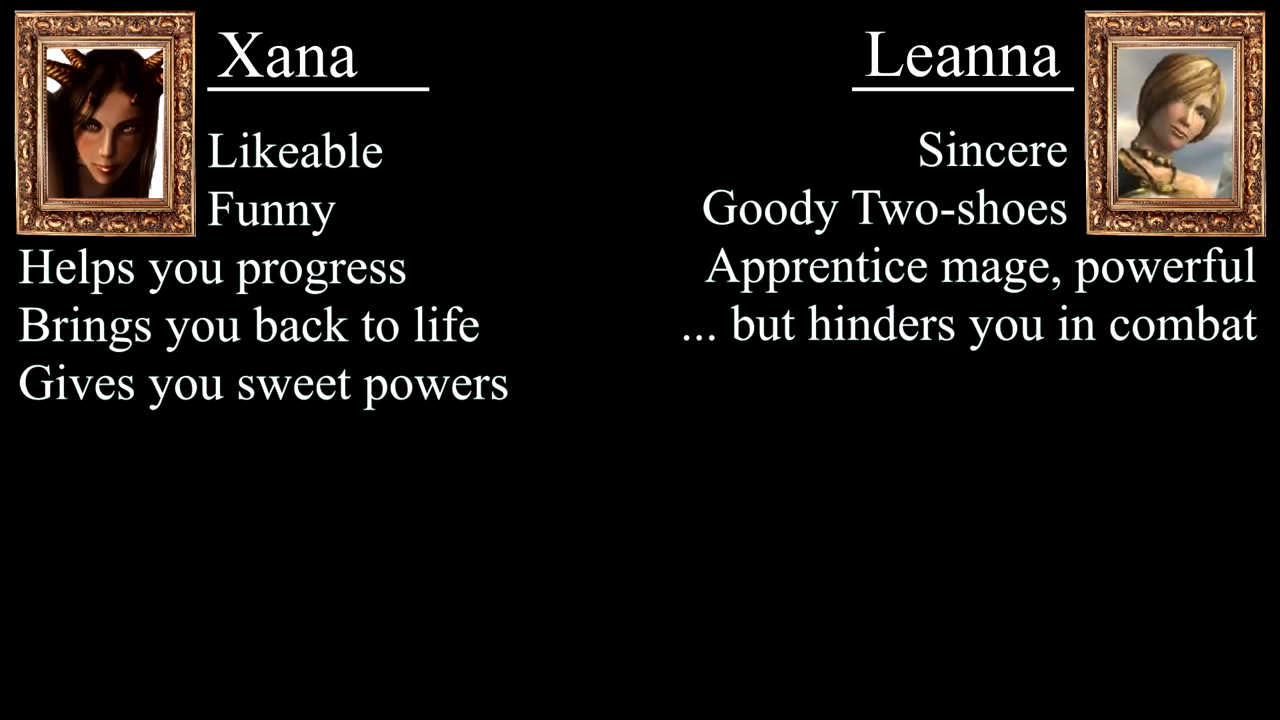 Xana
Likeable
Funny
Helps you progress
Brings you back to life
Gives you sweet powers
Leanna
Sincere
Goody Two-shoes
Apprentice mage, powerful
... but hinders you in combat